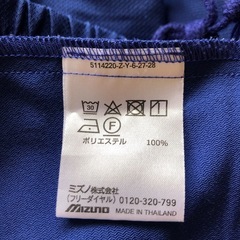 5114220-Z-Y-6-27-28
30
F
ポリエステル 100%
ミズノ株式会社
(フリーダイヤル) 0120-320-799
MIZUNO MADE IN THAILAND